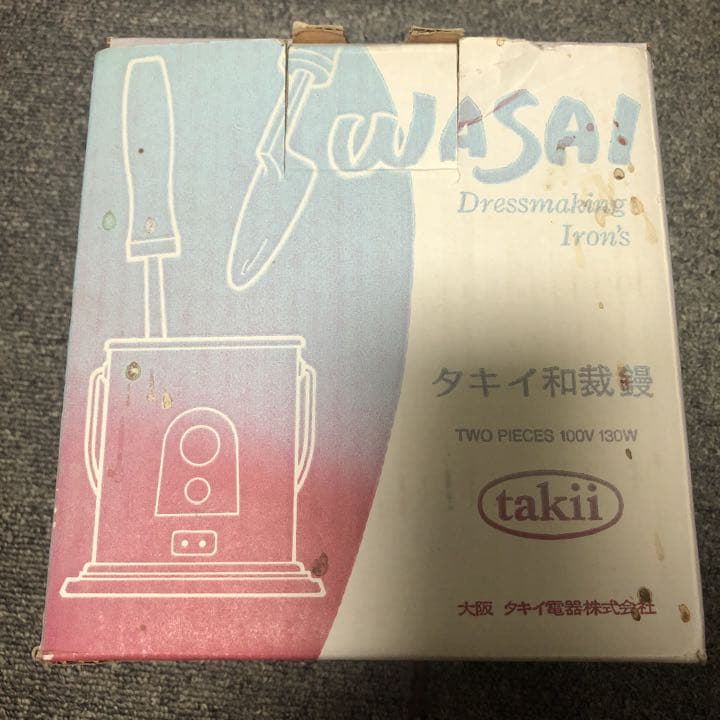 WASAI
Dressmaking
Iron's
タキイ和裁鏝
TWO PIECES 100V 130W
takii
大阪 タキイ電器株式会社